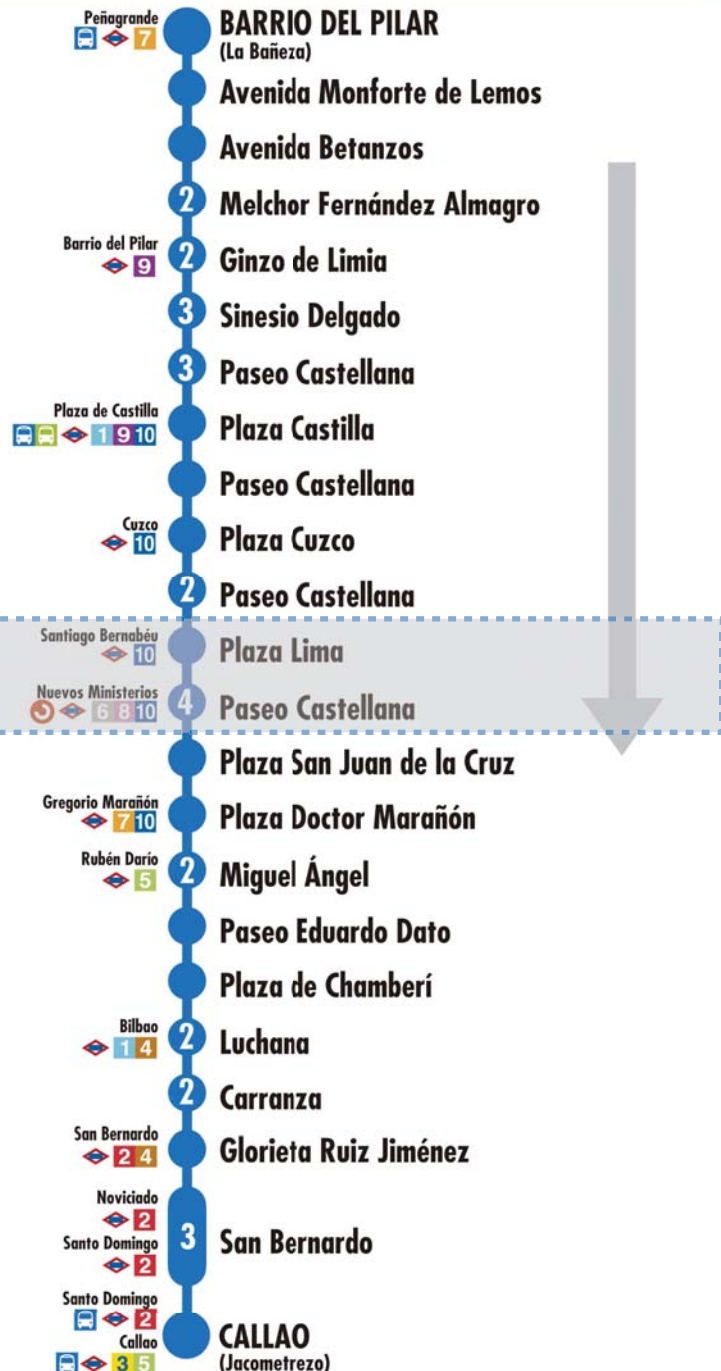 Peñagrande
7
BARRIO DEL PILAR
(La Bañeza)
Avenida Monforte de Lemos
Avenida Betanzos
2 Melchor Fernández Almagro
Barrio del Pilar
9
2 Ginzo de Limia
3 Sinesio Delgado
3 Paseo Castellana
Plaza de Castilla
1 9 10
Plaza Castilla
Paseo Castellana
Cuzco
10
Plaza Cuzco
2 Paseo Castellana
Santiago Bernabéu
10
Plaza Lima
Nuevos Ministerios
6 8 10
4 Paseo Castellana
Plaza San Juan de la Cruz
Gregorio Marañón
7 10
Plaza Doctor Marañón
Rubén Darío
5
2 Miguel Ángel
Paseo Eduardo Dato
Plaza de Chamberí
Bilbao
1 4
2 Luchana
2 Carranza
San Bernardo
2 4
Glorieta Ruiz Jiménez
Noviciado
2
Santo Domingo
2
3 San Bernardo
Santo Domingo
2
Callao
3 5
CALLAO
(Jacometrezo)